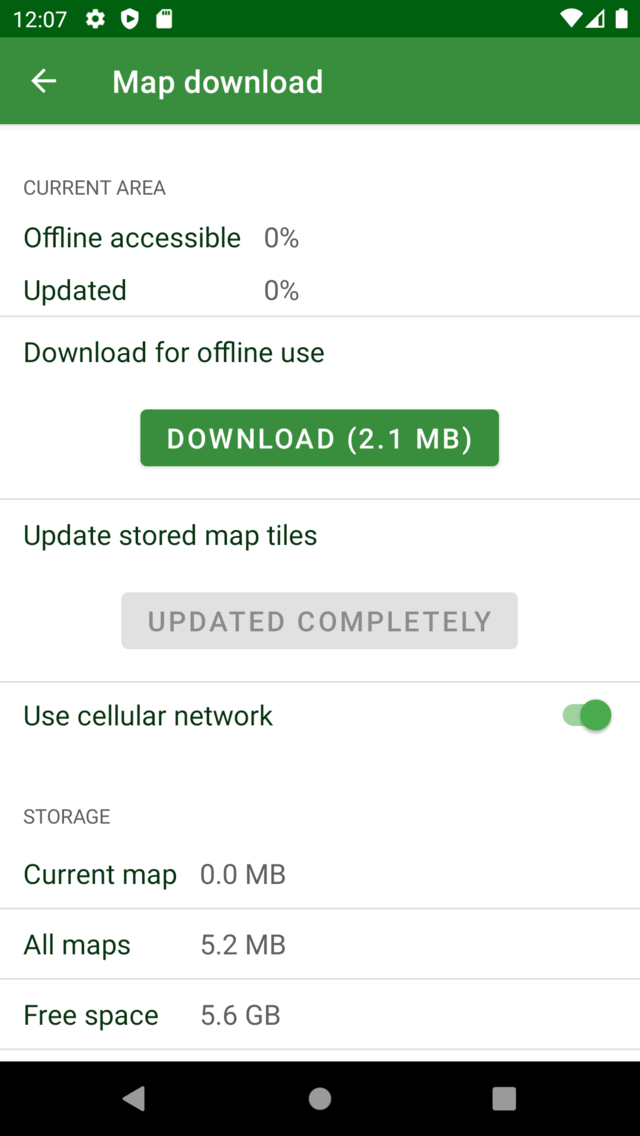 12:07
Map download
CURRENT AREA
Offline accessible 0%
Updated 0%
Download for offline use
DOWNLOAD (2.1 MB)
Update stored map tiles
UPDATED COMPLETELY
Use cellular network
STORAGE
Current map 0.0 MB
All maps 5.2 MB
Free space 5.6 GB